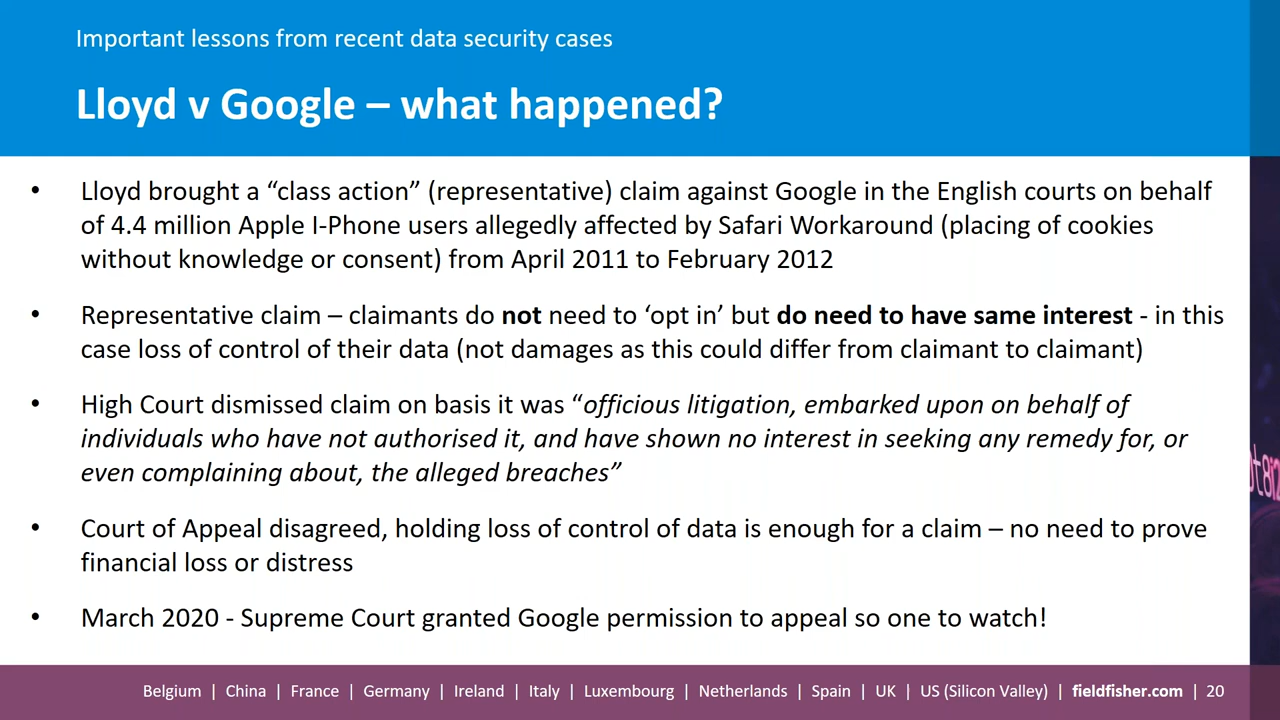 Important lessons from recent data security cases
Lloyd v Google – what happened?
• Lloyd brought a “class action” (representative) claim against Google in the English courts on behalf
of 4.4 million Apple I-Phone users allegedly affected by Safari Workaround (placing of cookies
without knowledge or consent) from April 2011 to February 2012
• Representative claim – claimants do not need to ‘opt in’ but do need to have same interest - in this
case loss of control of their data (not damages as this could differ from claimant to claimant)
• High Court dismissed claim on basis it was “officious litigation, embarked upon on behalf of
individuals who have not authorised it, and have shown no interest in seeking any remedy for, or
even complaining about, the alleged breaches”
• Court of Appeal disagreed, holding loss of control of data is enough for a claim – no need to prove
financial loss or distress
• March 2020 - Supreme Court granted Google permission to appeal so one to watch!
Belgium | China | France | Germany | Ireland | Italy | Luxembourg | Netherlands | Spain | UK | US (Silicon Valley) | fieldfisher.com | 20